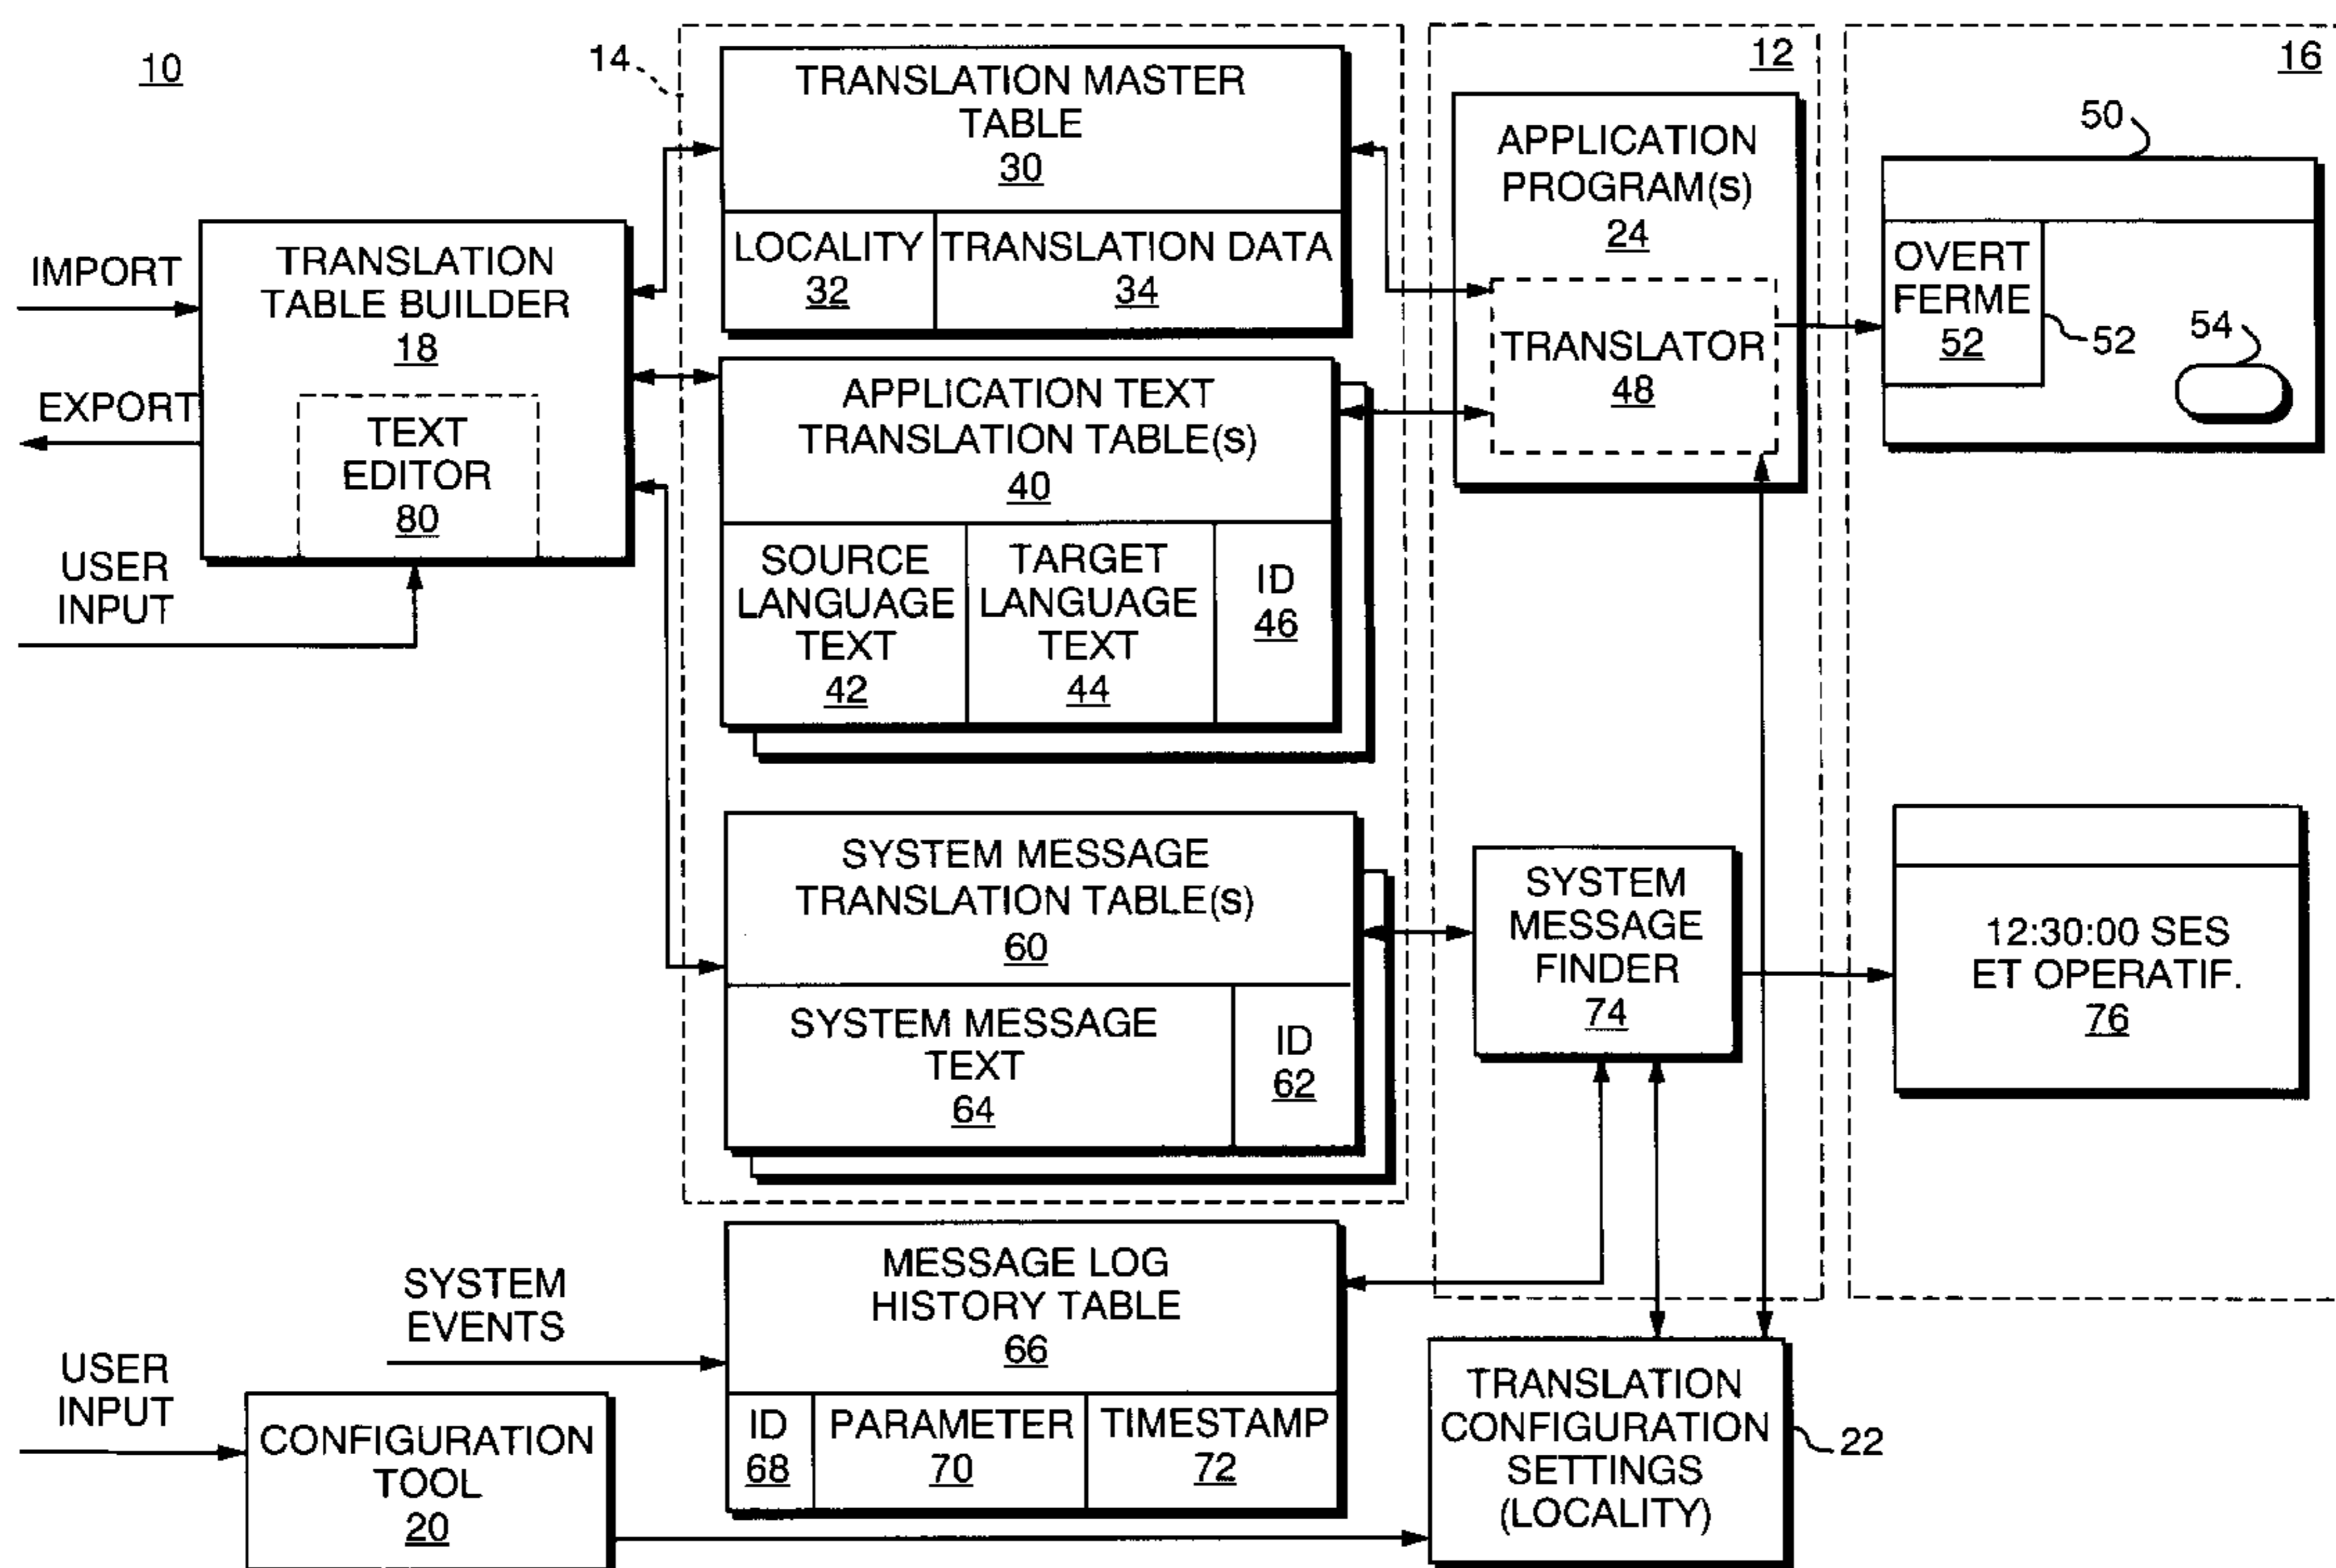 10
14
TRANSLATION MASTER
TABLE
30
LOCALITY
32
TRANSLATION DATA
34
12
APPLICATION
PROGRAM(S)
24
TRANSLATOR
48
16
50
OVERT
FERME
52
52
54
IMPORT
TRANSLATION
TABLE BUILDER
18
EXPORT
TEXT
EDITOR
80
USER
INPUT
APPLICATION TEXT
TRANSLATION TABLE(S)
40
SOURCE
LANGUAGE
TEXT
42
TARGET
LANGUAGE
TEXT
44
ID
46
SYSTEM MESSAGE
TRANSLATION TABLE(S)
60
SYSTEM MESSAGE
TEXT
64
ID
62
SYSTEM
MESSAGE
FINDER
74
12:30:00 SES
ET OPERATIF.
76
SYSTEM
EVENTS
MESSAGE LOG
HISTORY TABLE
66
ID
68
PARAMETER
70
TIMESTAMP
72
USER
INPUT
CONFIGURATION
TOOL
20
TRANSLATION
CONFIGURATION
SETTINGS
(LOCALITY)
22